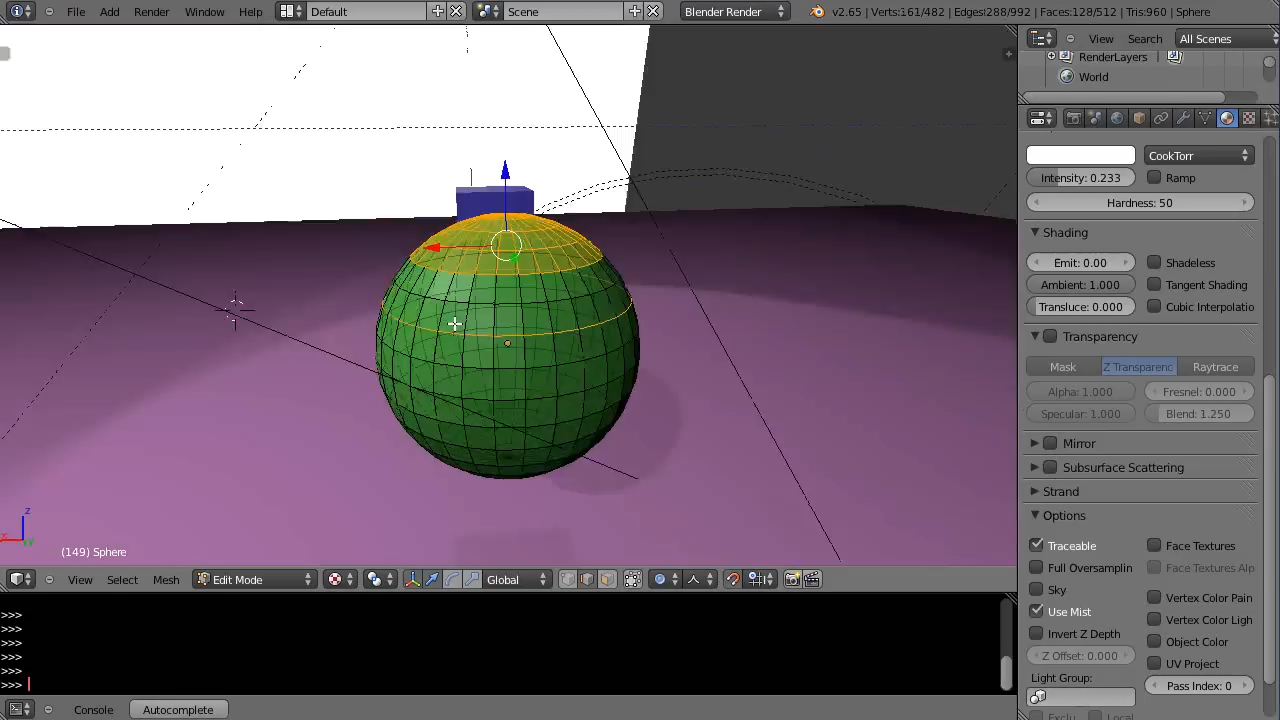 File Add Render Window Help Default Scene Blender Render v2.65 | Verts:161/482 | Edges:288/992 | Faces:128/512 | Tris:960 | Sphere
View Search All Scenes
RenderLayers
World
CookTorr
Intensity: 0.233 Ramp
Hardness: 50
Shading
Emit: 0.00 Shadeless
Ambient: 1.000 Tangent Shading
Transluce: 0.000 Cubic Interpolatio
Transparency
Mask Z Transparenc Raytrace
Alpha: 1.000 Fresnel: 0.000
Specular: 1.000 Blend: 1.250
Mirror
Subsurface Scattering
Strand
Options
Traceable Face Textures
Full Oversamplin Face Textures Alp
Sky Vertex Color Pain
Use Mist Vertex Color Ligh
Invert Z Depth Object Color
Z Offset: 0.000 UV Project
Light Group: Pass Index: 0
Exclu Local
z
x y
(149) Sphere
View Select Mesh Edit Mode Global
>>>
>>>
>>>
>>>
>>>
>>>
Console Autocomplete